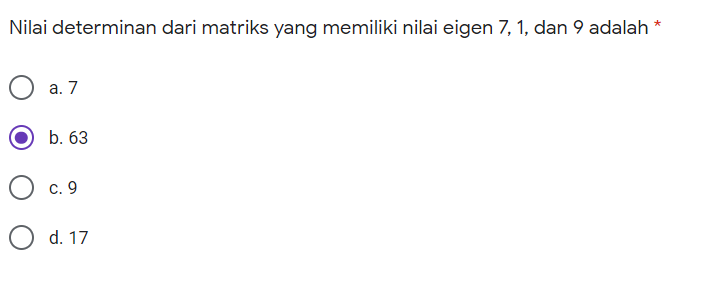 Nilai determinan dari matriks yang memiliki nilai eigen 7, 1, dan 9 adalah *
a. 7
b. 63
c. 9
d. 17